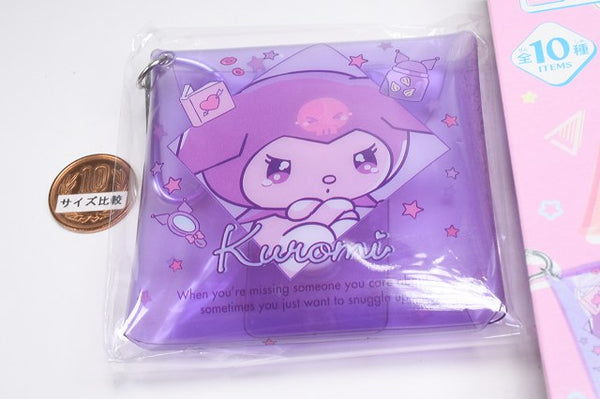 全10種
ITEMS
10
サイズ比較
Kuromi
When you're missing someone you care
sometimes you just want to snuggle